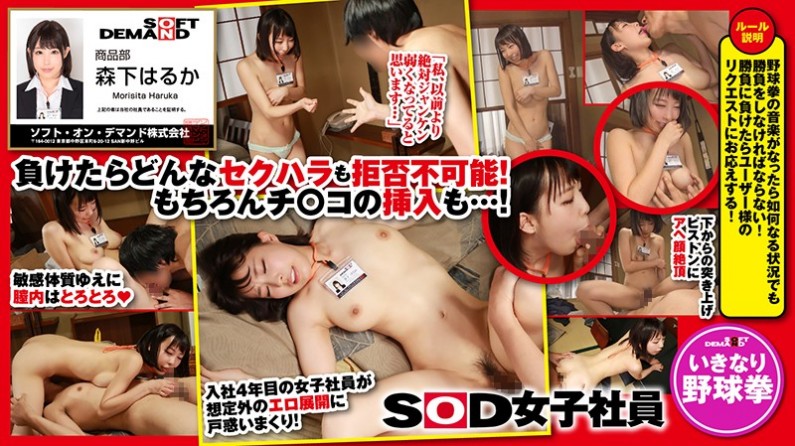 SOFT
ON
DEMAND
商品部
森下はるか
Morisita Haruka
上記の者は当社の社員であることを証明する。
ソフト・オン・デマンド株式会社
「私、以前より
絶対ジャンケン
弱くなってると
思います…」
ルール
説明
野球拳の音楽がなったら如何なる状況でも
勝負をしなければならない!
勝負に負けたらユーザー様の
リクエストにお応えする!
負けたらどんなセクハラも拒否不可能!
もちろんチ〇コの挿入も…!
敏感体質ゆえに
膣内はとろとろ♥
下からの突き上げ
ピストンに
アヘ顔絶頂
入社4年目の女子社員が
想定外のエロ展開に
戸惑いまくり!
いきなり
野球拳
SOD女子社員